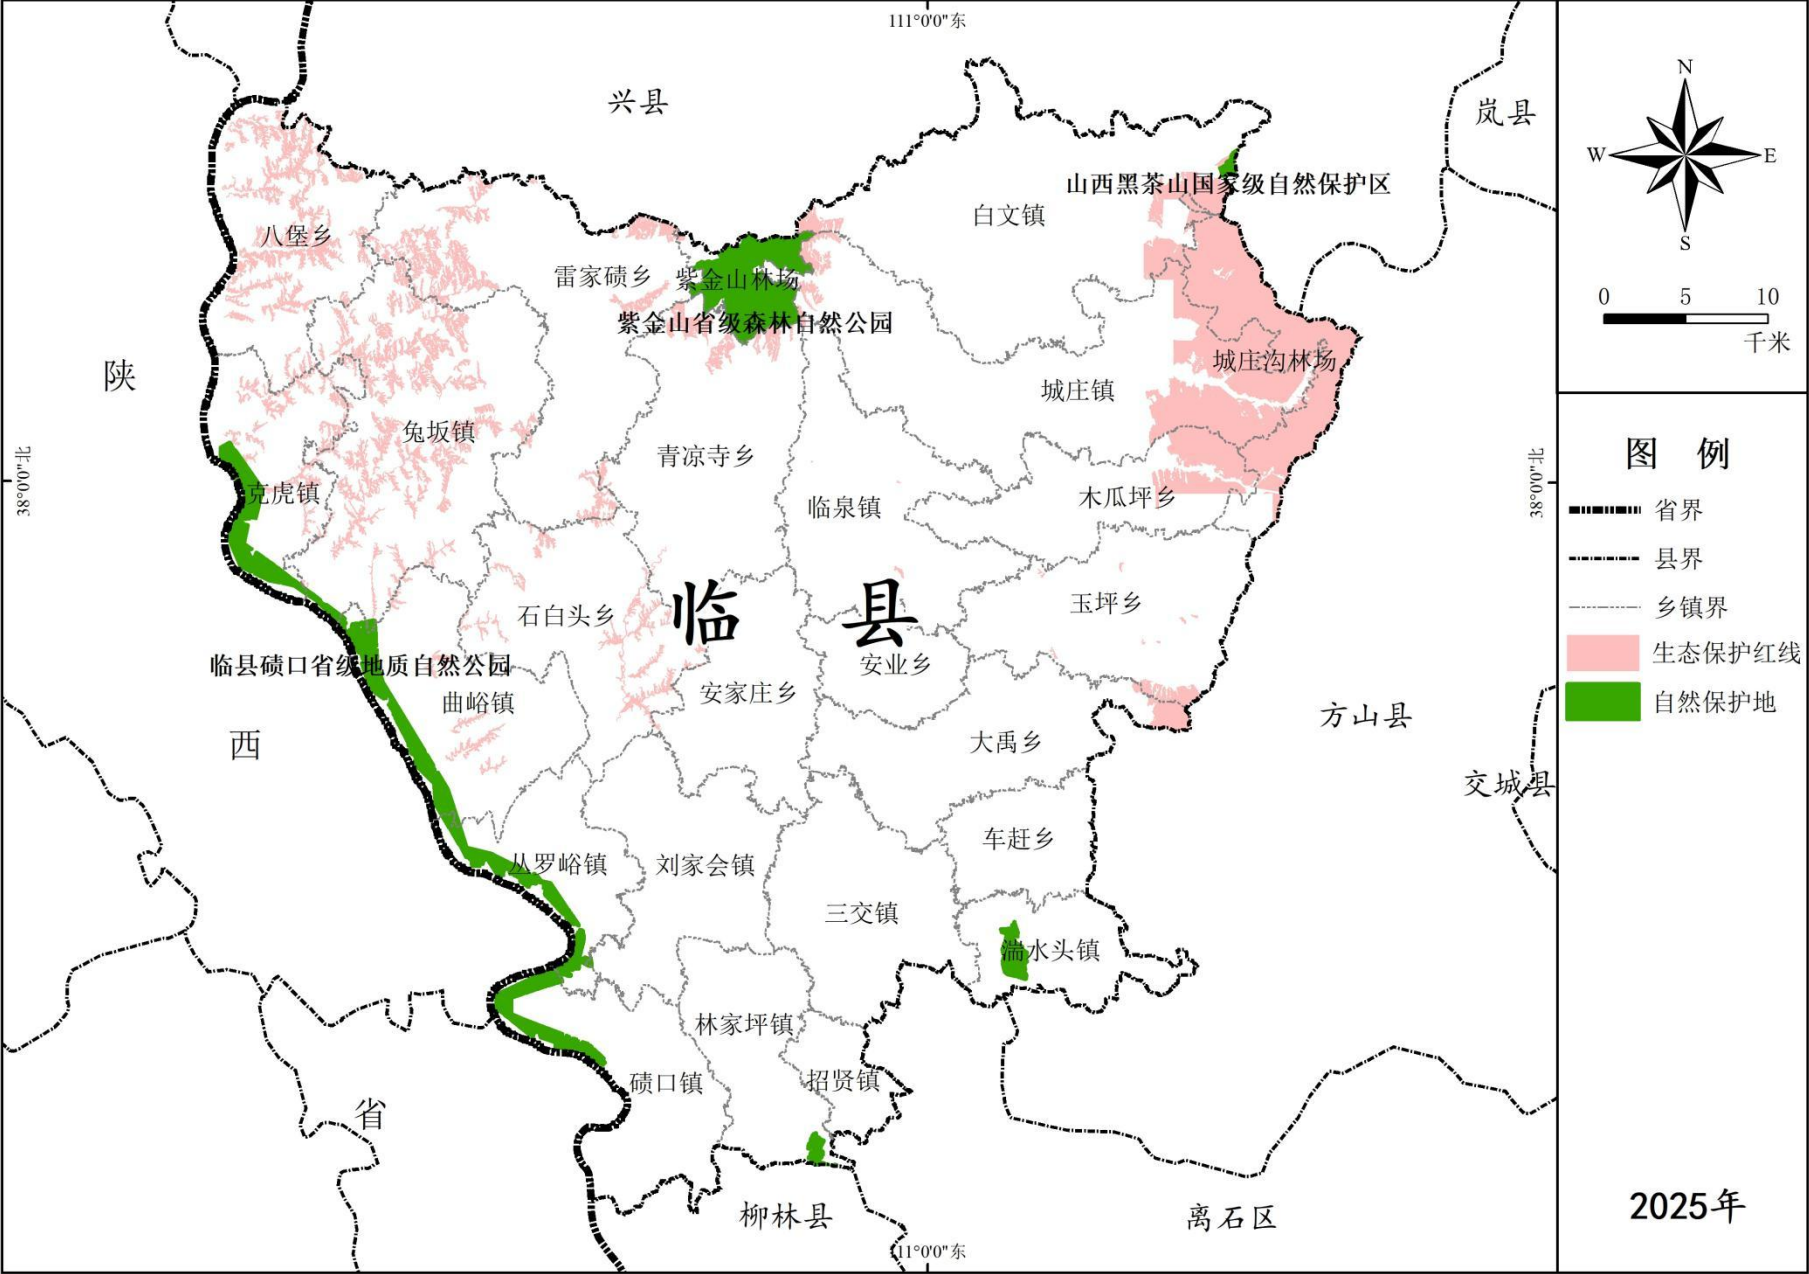 111°0'0"东
兴县
岚县
N
W
E
S
山西黑茶山国家级自然保护区
白文镇
八堡乡
雷家碛乡
紫金山林场
紫金山省级森林自然公园
0 5 10
千米
陕
城庄沟林场
城庄镇
兔坂镇
青凉寺乡
38°0'0"北
38°0'0"北
克虎镇
临泉镇
木瓜坪乡
图 例
省界
县界
乡镇界
生态保护红线
自然保护地
石白头乡
临 县
玉坪乡
临县碛口省级地质自然公园
安业乡
曲峪镇
安家庄乡
方山县
西
大禹乡
交城县
车赶乡
丛罗峪镇
刘家会镇
三交镇
湍水头镇
林家坪镇
碛口镇
招贤镇
省
柳林县
离石区
2025年
111°0'0"东